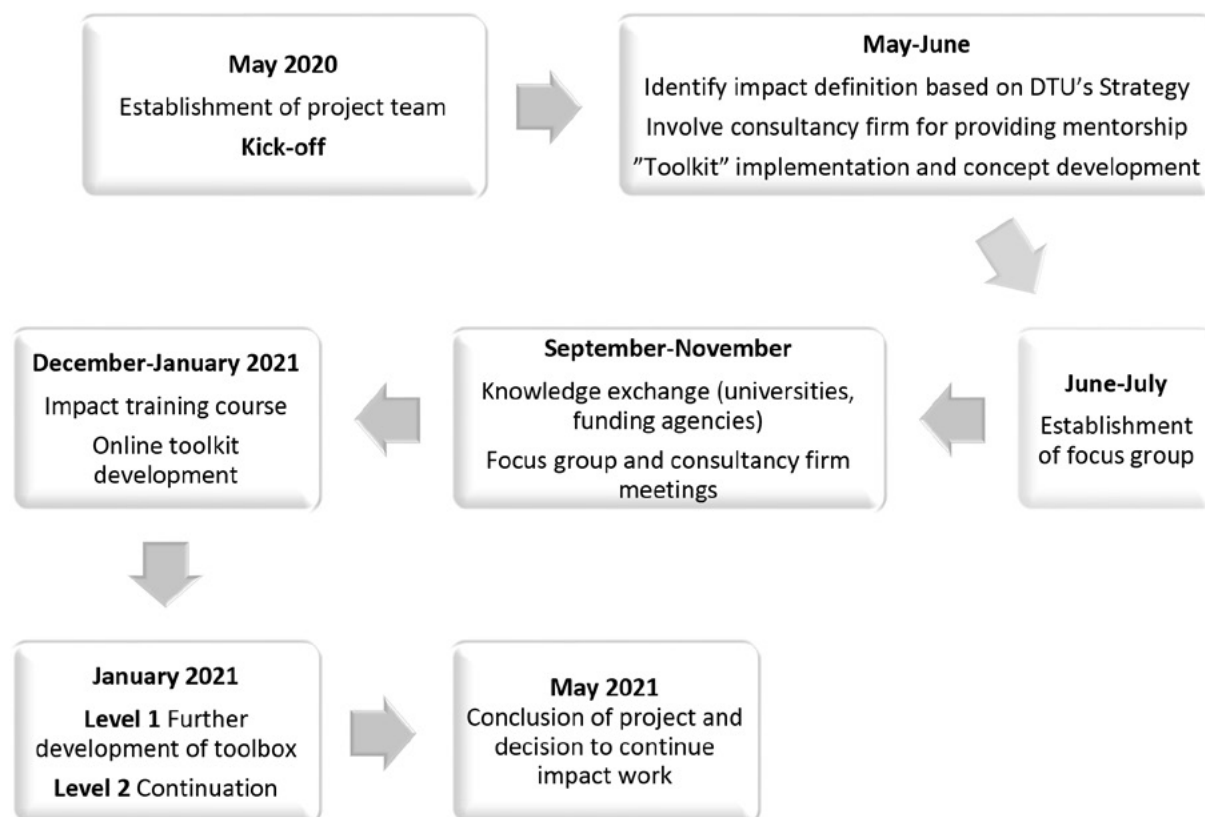 May 2020
Establishment of project team
Kick-off
May-June
Identify impact definition based on DTU's Strategy
Involve consultancy firm for providing mentorship
”Toolkit” implementation and concept development
June-July
Establishment
of focus group
September-November
Knowledge exchange (universities,
funding agencies)
Focus group and consultancy firm
meetings
December-January 2021
Impact training course
Online toolkit
development
January 2021
Level 1 Further
development of toolbox
Level 2 Continuation
May 2021
Conclusion of project and
decision to continue
impact work